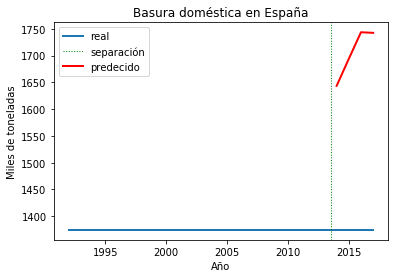 Basura doméstica en España
real
separación
predecido
Miles de toneladas
1750
1700
1650
1600
1550
1500
1450
1400
1995
2000
2005
2010
2015
Año